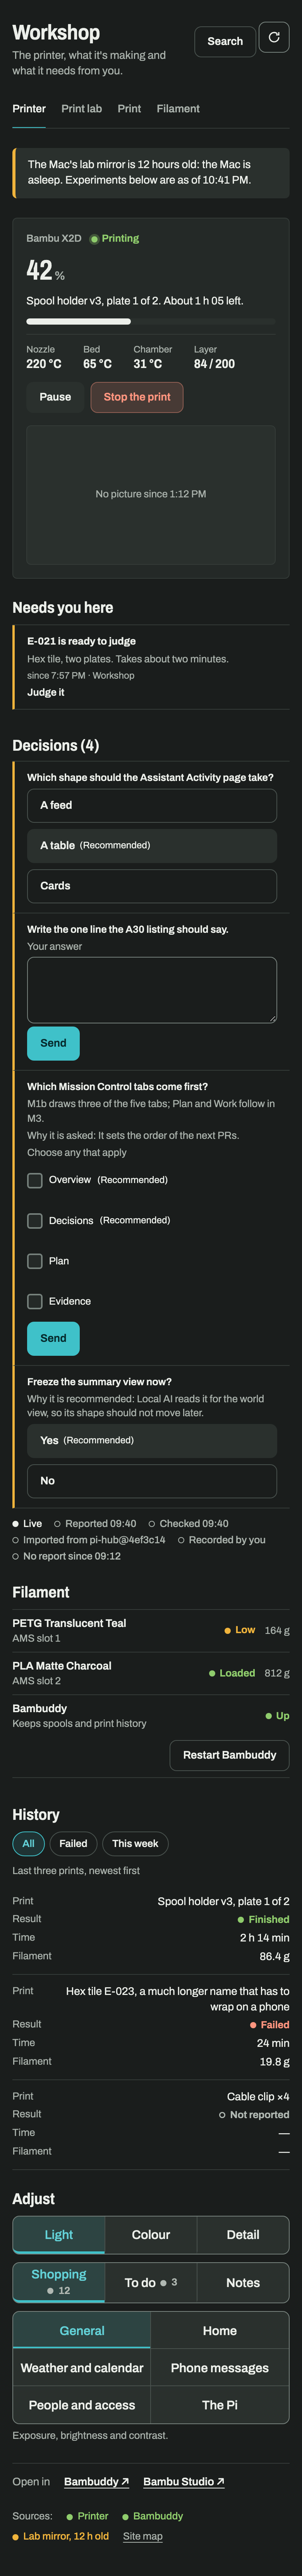 Workshop
The printer, what it's making and
what it needs from you.
Search
Printer Print lab Print Filament
The Mac's lab mirror is 12 hours old: the Mac is
asleep. Experiments below are as of 10:41 PM.
Bambu X2D Printing
42 %
Spool holder v3, plate 1 of 2. About 1 h 05 left.
Nozzle Bed Chamber Layer
220 °C 65 °C 31 °C 84 / 200
Pause Stop the print
No picture since 1:12 PM
Needs you here
E-021 is ready to judge
Hex tile, two plates. Takes about two minutes.
since 7:57 PM · Workshop
Judge it
Decisions (4)
Which shape should the Assistant Activity page take?
A feed
A table (Recommended)
Cards
Write the one line the A30 listing should say.
Your answer
Send
Which Mission Control tabs come first?
M1b draws three of the five tabs; Plan and Work follow in
M3.
Why it is asked: It sets the order of the next PRs.
Choose any that apply
Overview (Recommended)
Decisions (Recommended)
Plan
Evidence
Send
Freeze the summary view now?
Why it is recommended: Local AI reads it for the world
view, so its shape should not move later.
Yes (Recommended)
No
Live Reported 09:40 Checked 09:40
Imported from pi-hub@4ef3c14 Recorded by you
No report since 09:12
Filament
PETG Translucent Teal
AMS slot 1
Low 164 g
PLA Matte Charcoal
AMS slot 2
Loaded 812 g
Bambuddy
Keeps spools and print history
Up
Restart Bambuddy
History
All Failed This week
Last three prints, newest first
Print Spool holder v3, plate 1 of 2
Result Finished
Time 2 h 14 min
Filament 86.4 g
Print Hex tile E-023, a much longer name that has to
wrap on a phone
Result Failed
Time 24 min
Filament 19.8 g
Print Cable clip ×4
Result Not reported
Time —
Filament —
Adjust
Light Colour Detail
Shopping 12 To do 3 Notes
General Home
Weather and calendar Phone messages
People and access The Pi
Exposure, brightness and contrast.
Open in Bambuddy ↗ Bambu Studio ↗
Sources: Printer Bambuddy
Lab mirror, 12 h old Site map